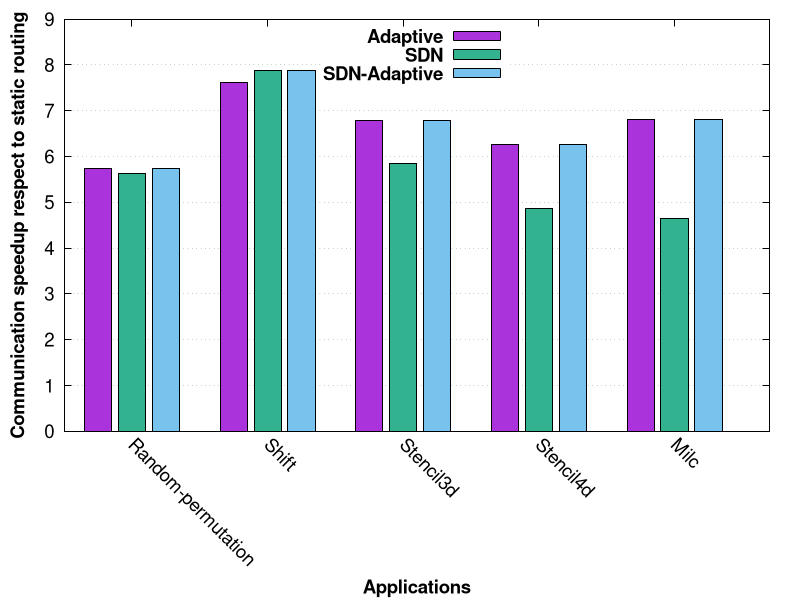 Communication speedup respect to static routing
9
8
7
6
5
4
3
2
1
0
Adaptive
SDN
SDN-Adaptive
Random-permutation
Shift
Stencil3d
Stencil4d
Milc
Applications